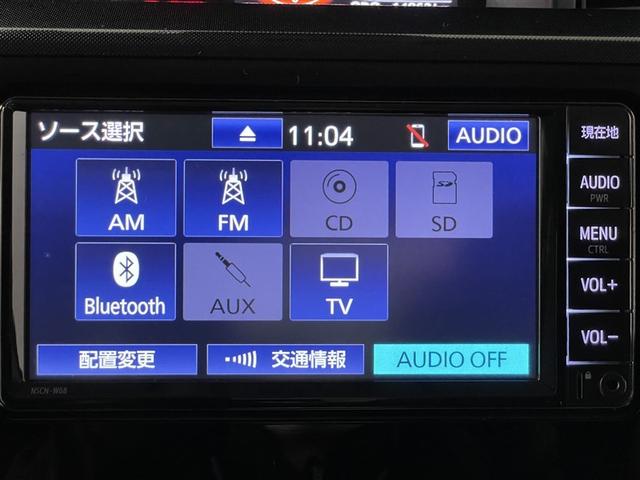 ソース選択
11:04
AUDIO
AM
FM
CD
SD
Bluetooth
AUX
TV
配置変更
交通情報
AUDIO OFF
現在地
AUDIO
PWR
MENU
CTRL
VOL+
VOL-
NSCN-W68